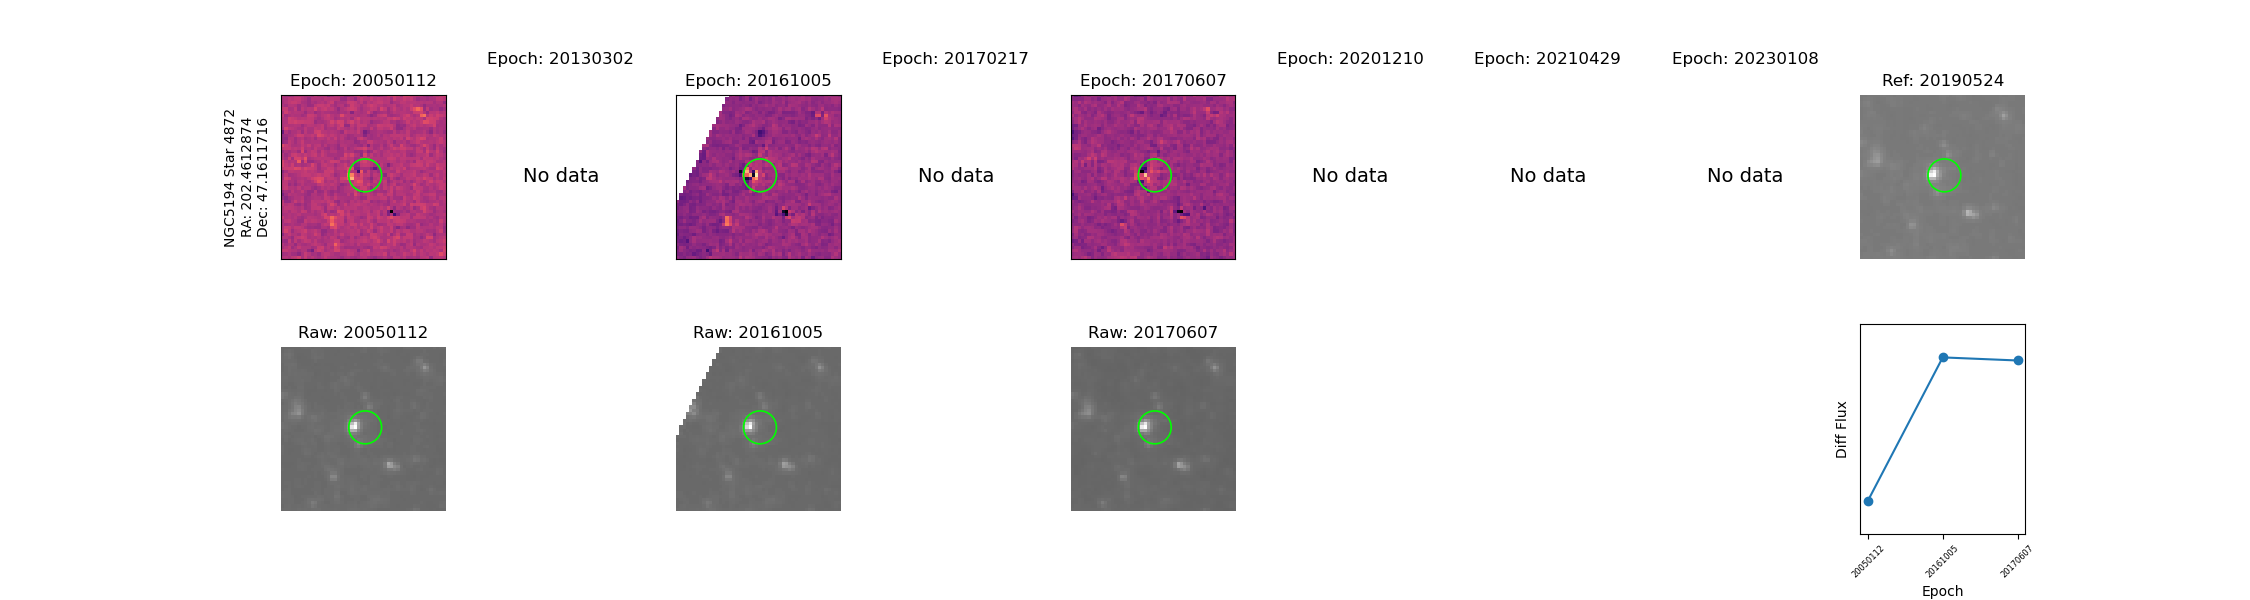 Epoch: 20050112
Epoch: 20130302
Epoch: 20161005
Epoch: 20170217
Epoch: 20170607
Epoch: 20201210
Epoch: 20210429
Epoch: 20230108
Ref: 20190524
NGC5194 Star 4872
RA: 202.4612874
Dec: 47.1611716
No data
No data
No data
No data
No data
Raw: 20050112
Raw: 20161005
Raw: 20170607
Diff Flux
20050112
20161005
20170607
Epoch